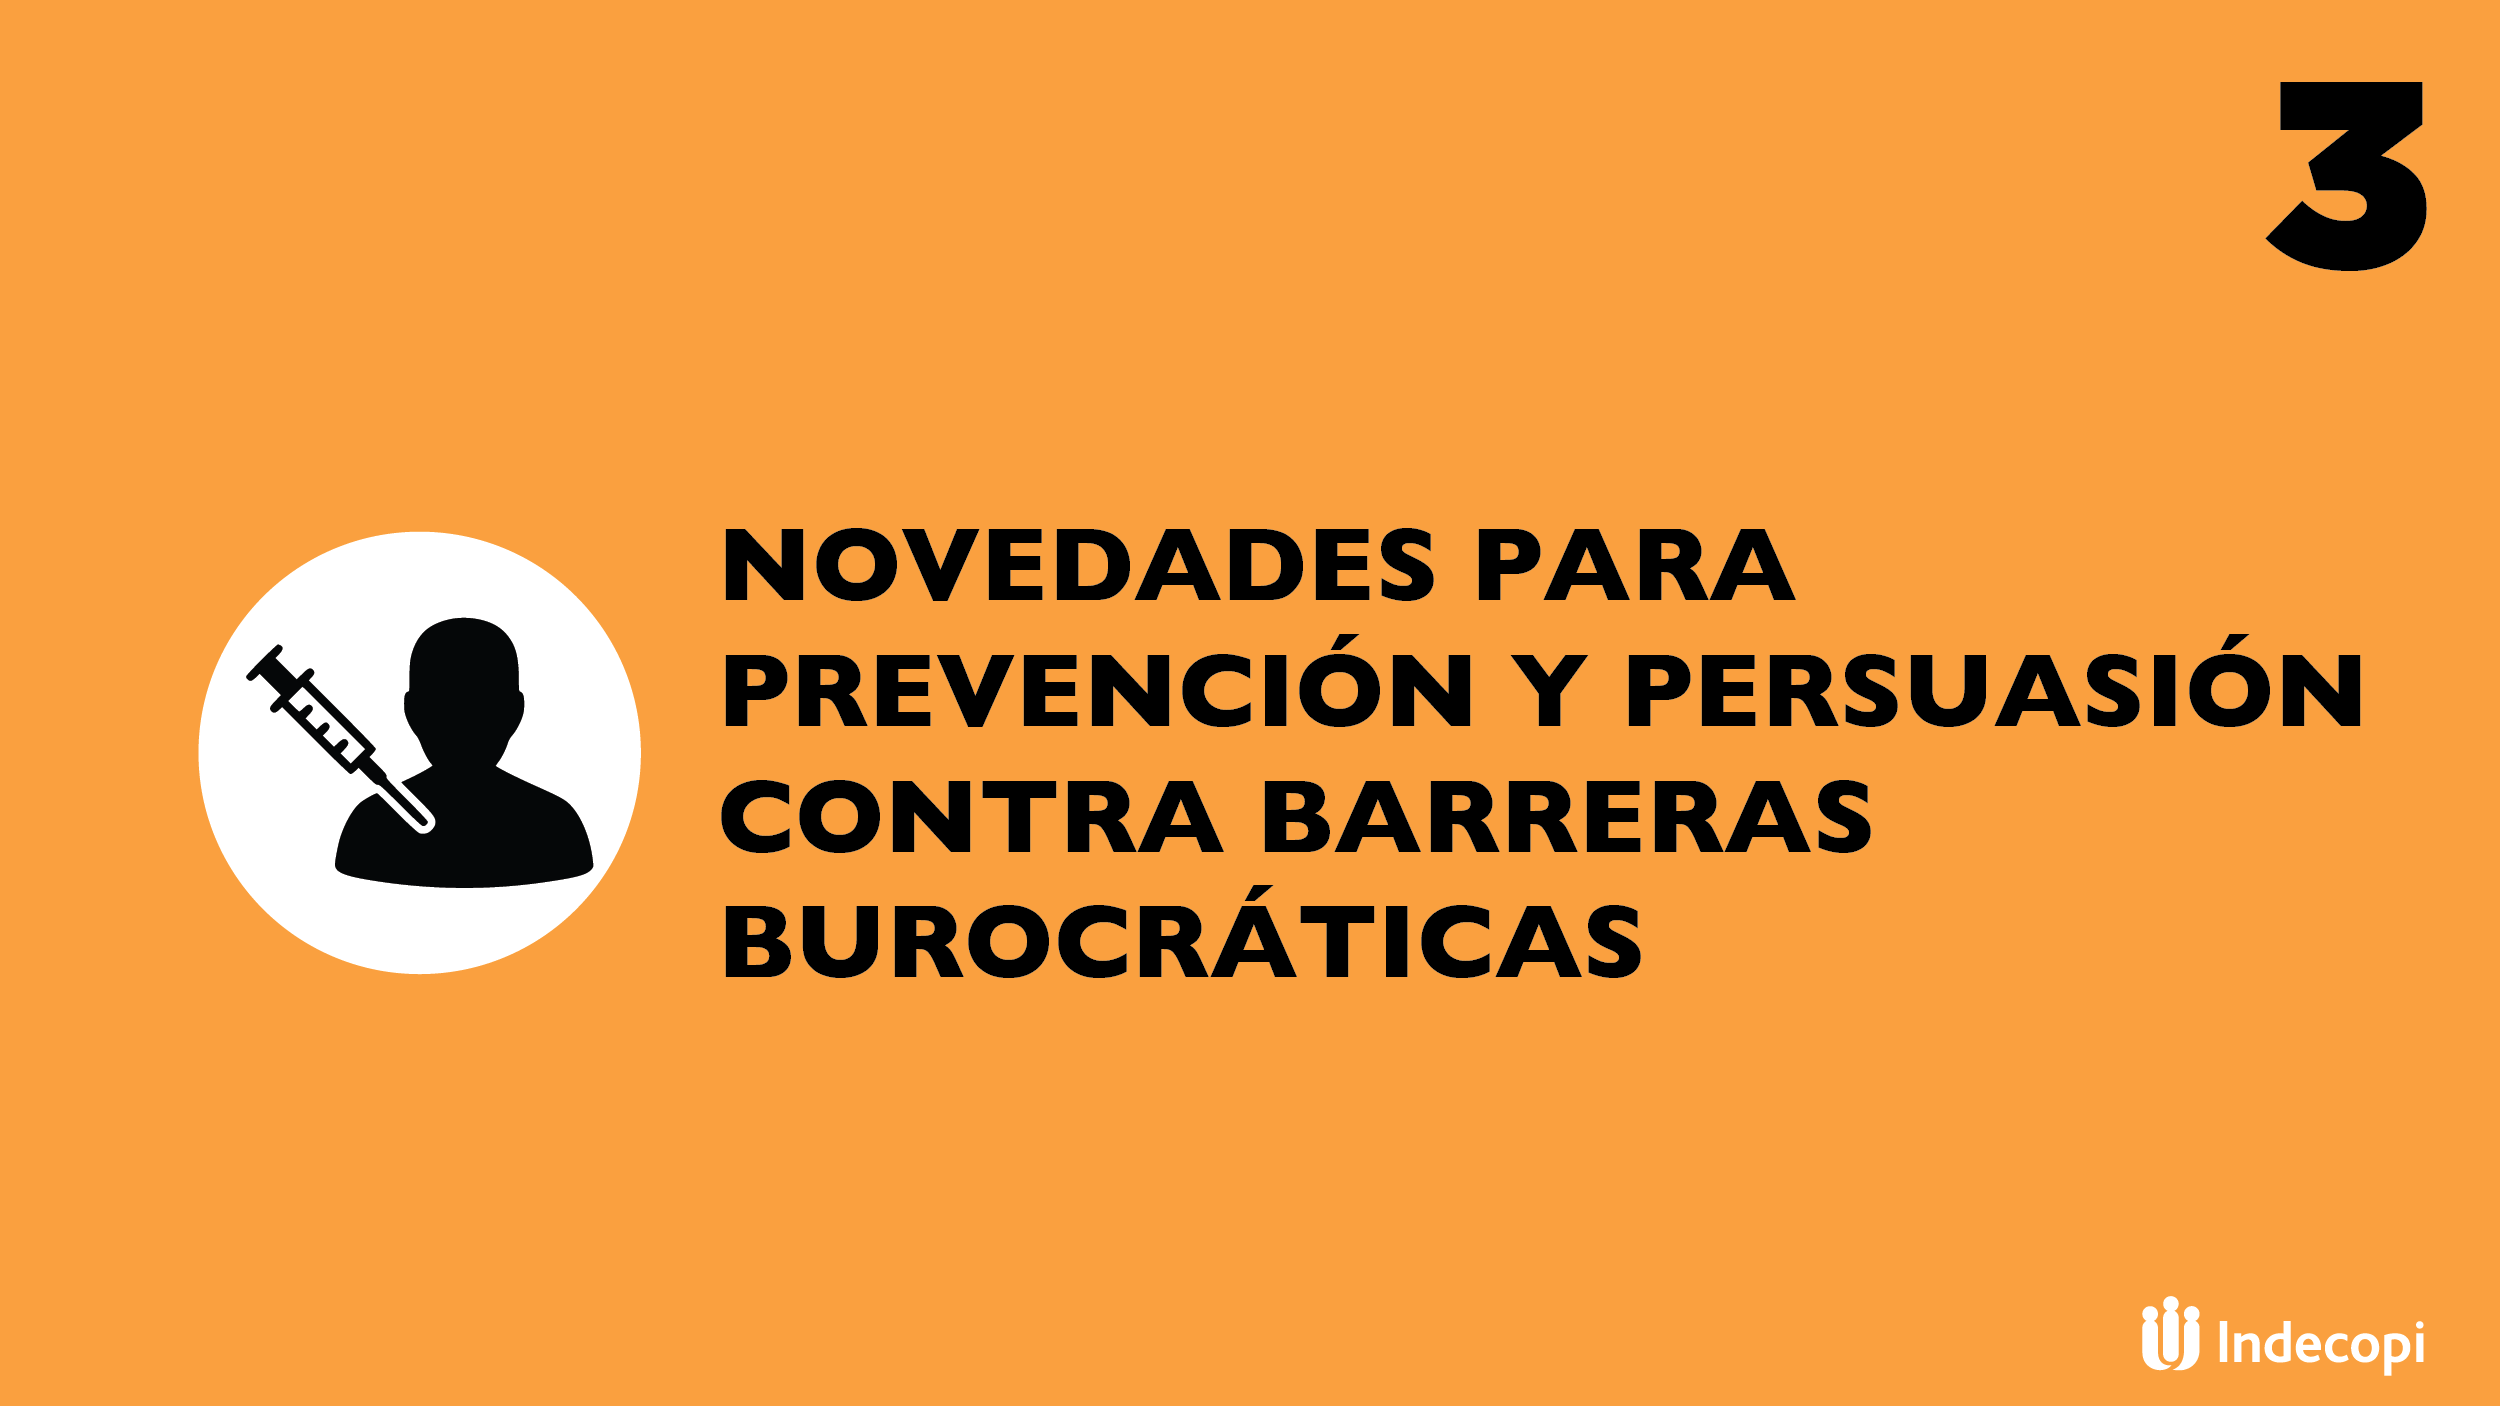 3
NOVEDADES PARA
PREVENCIÓN Y PERSUASIÓN
CONTRA BARRERAS
BUROCRÁTICAS
Indecopi